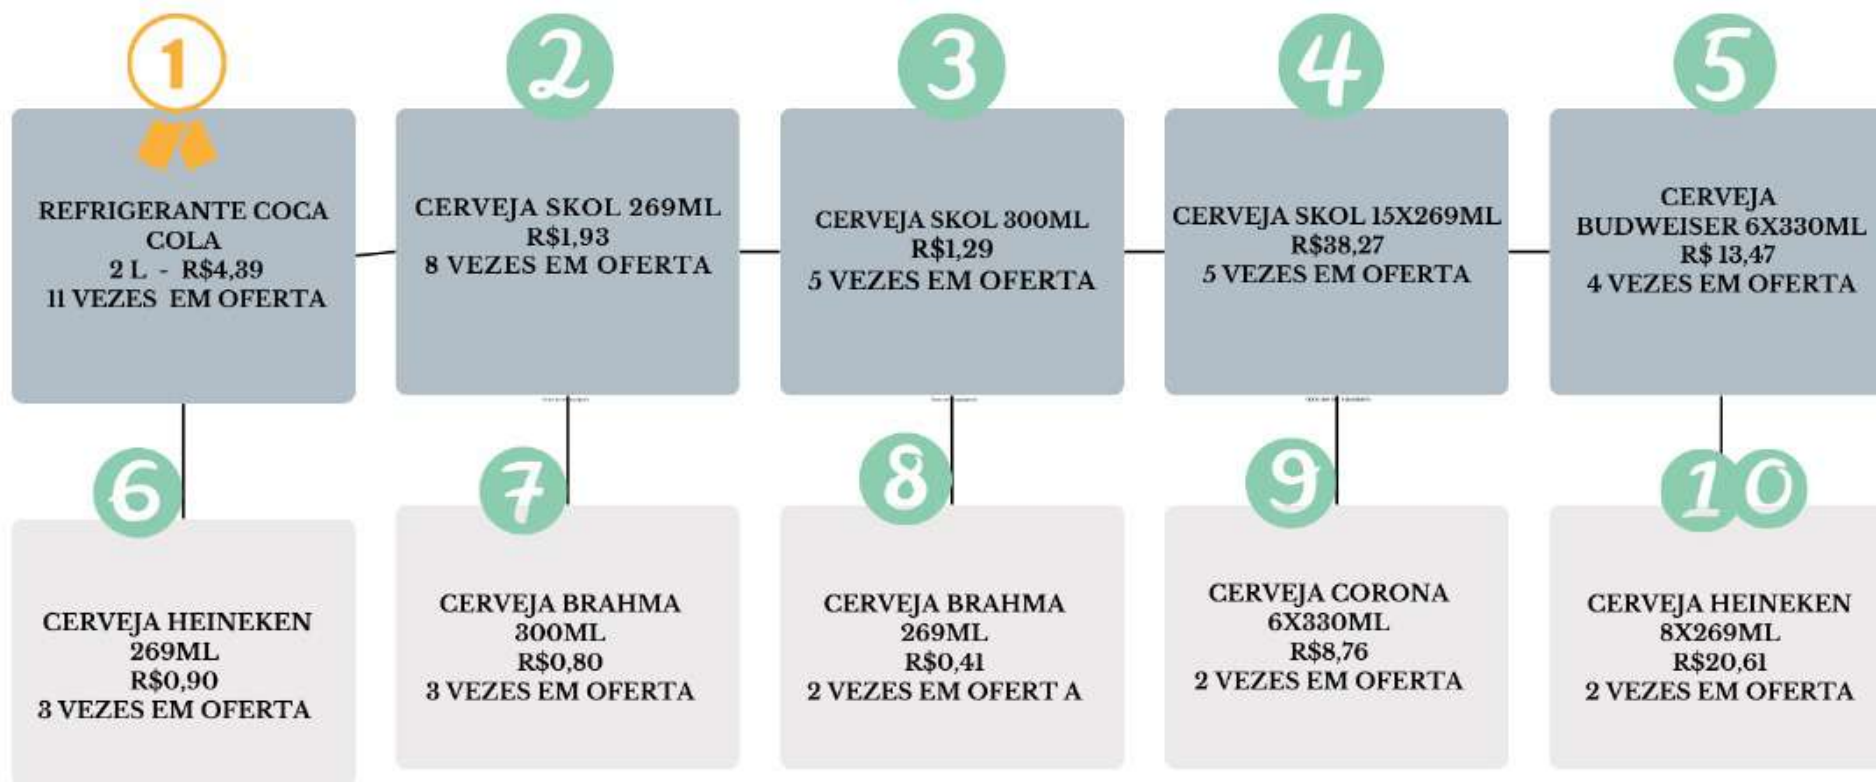 1
REFRIGERANTE COCA
COLA
2 L - R$4,39
11 VEZES EM OFERTA
2
CERVEJA SKOL 269ML
R$1,93
8 VEZES EM OFERTA
3
CERVEJA SKOL 300ML
R$1,29
5 VEZES EM OFERTA
4
CERVEJA SKOL 15X269ML
R$38,27
5 VEZES EM OFERTA
5
CERVEJA
BUDWEISER 6X330ML
R$ 13,47
4 VEZES EM OFERTA
6
CERVEJA HEINEKEN
269ML
R$0,90
3 VEZES EM OFERTA
7
CERVEJA BRAHMA
300ML
R$0,80
3 VEZES EM OFERTA
8
CERVEJA BRAHMA
269ML
R$0,41
2 VEZES EM OFERT A
9
CERVEJA CORONA
6X330ML
R$8,76
2 VEZES EM OFERTA
10
CERVEJA HEINEKEN
8X269ML
R$20,61
2 VEZES EM OFERTA